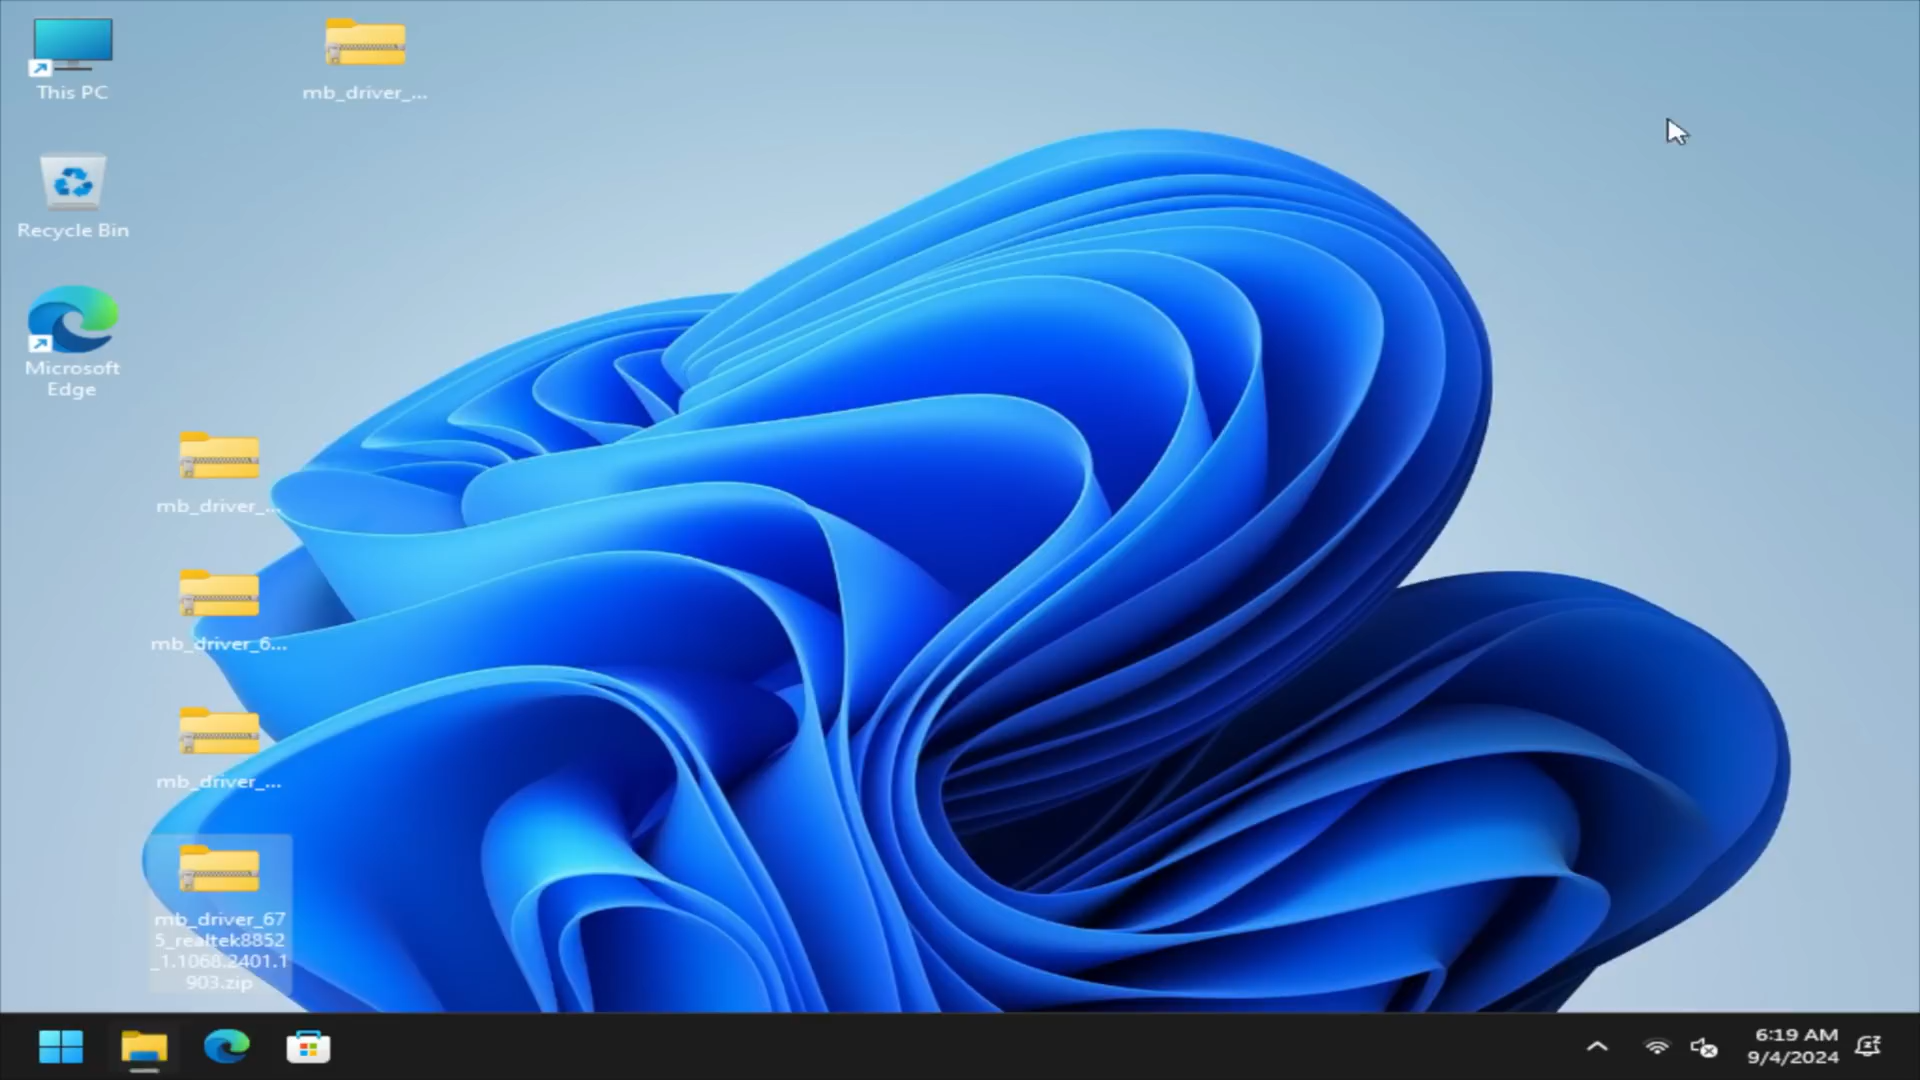 This PC
mb_driver_...
Recycle Bin
Microsoft
Edge
mb_driver_...
mb_driver_6...
mb_driver_...
mb_driver_67
5_realtek8852
_1.1068.2401.1
903.zip
6:19 AM
9/4/2024